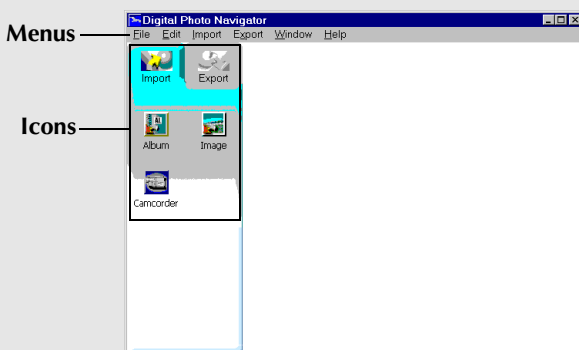 Digital Photo Navigator
Menus
File Edit Import Export Window Help
Import Export
Icons
Album Image
Camcorder